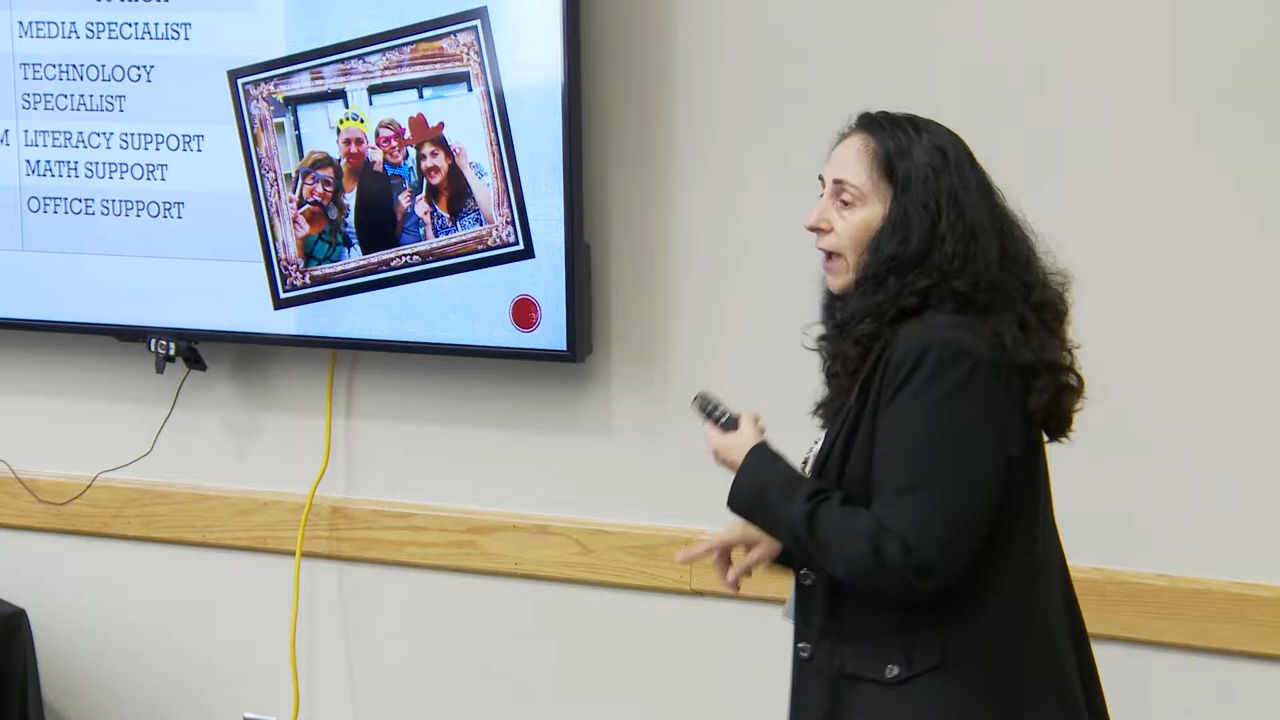 MEDIA SPECIALIST
TECHNOLOGY
SPECIALIST
M LITERACY SUPPORT
MATH SUPPORT
OFFICE SUPPORT